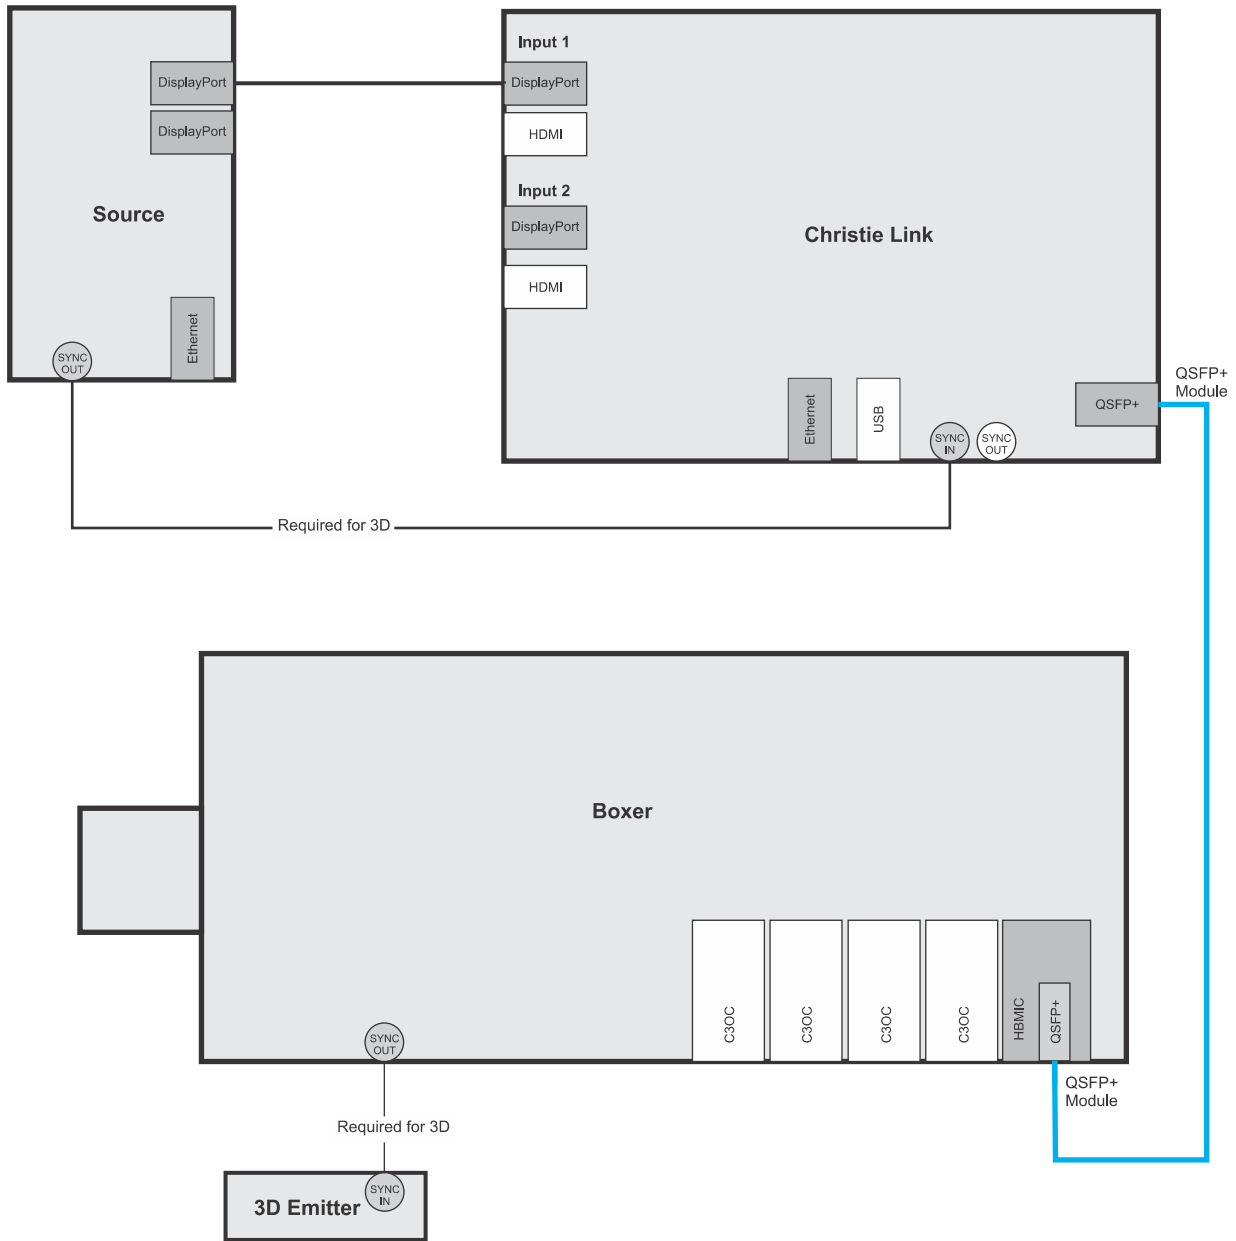 DisplayPort
DisplayPort
Source
Ethernet
SYNC
OUT
Input 1
DisplayPort
HDMI
Input 2
DisplayPort
HDMI
Christie Link
Ethernet
USB
SYNC
IN
SYNC
OUT
QSFP+
QSFP+
Module
Required for 3D
Boxer
C3OC
C3OC
C3OC
C3OC
HBMIC
QSFP+
QSFP+
Module
SYNC
OUT
Required for 3D
3D Emitter
SYNC
IN